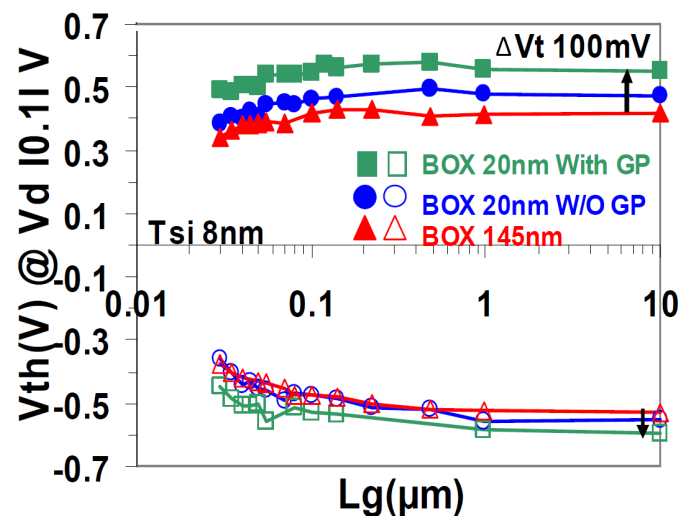 0.7
ΔVt 100mV
0.5
0.3
BOX 20nm With GP
BOX 20nm W/O GP
BOX 145nm
0.1
Tsi 8nm
-0.1
0.01
0.1
1
10
-0.3
-0.5
-0.7
Vth(V) @ Vd I0.1I V
Lg(µm)